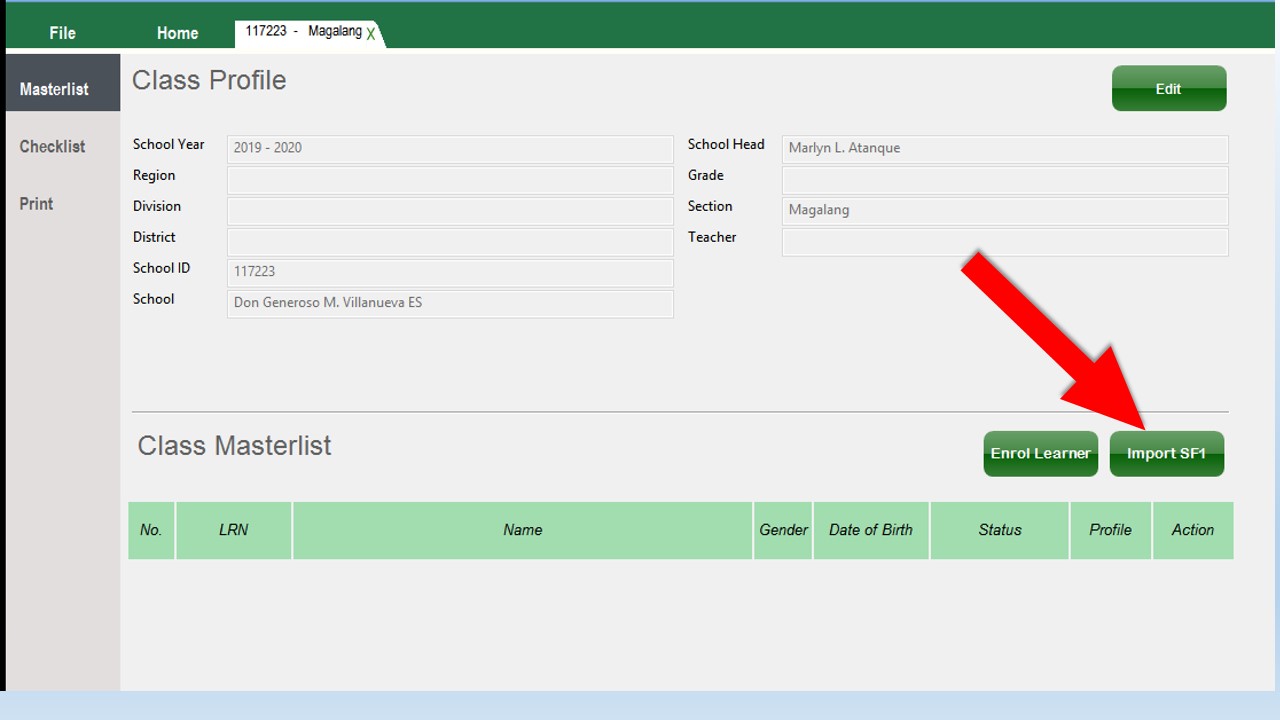 File Home 117223 - Magalang X
Masterlist
Checklist
Print
Class Profile
Edit
School Year 2019 - 2020 School Head Marlyn L. Atanque
Region Grade
Division Section Magalang
District Teacher
School ID 117223
School Don Generoso M. Villanueva ES
Class Masterlist
Enrol Learner Import SF1
No. LRN Name Gender Date of Birth Status Profile Action